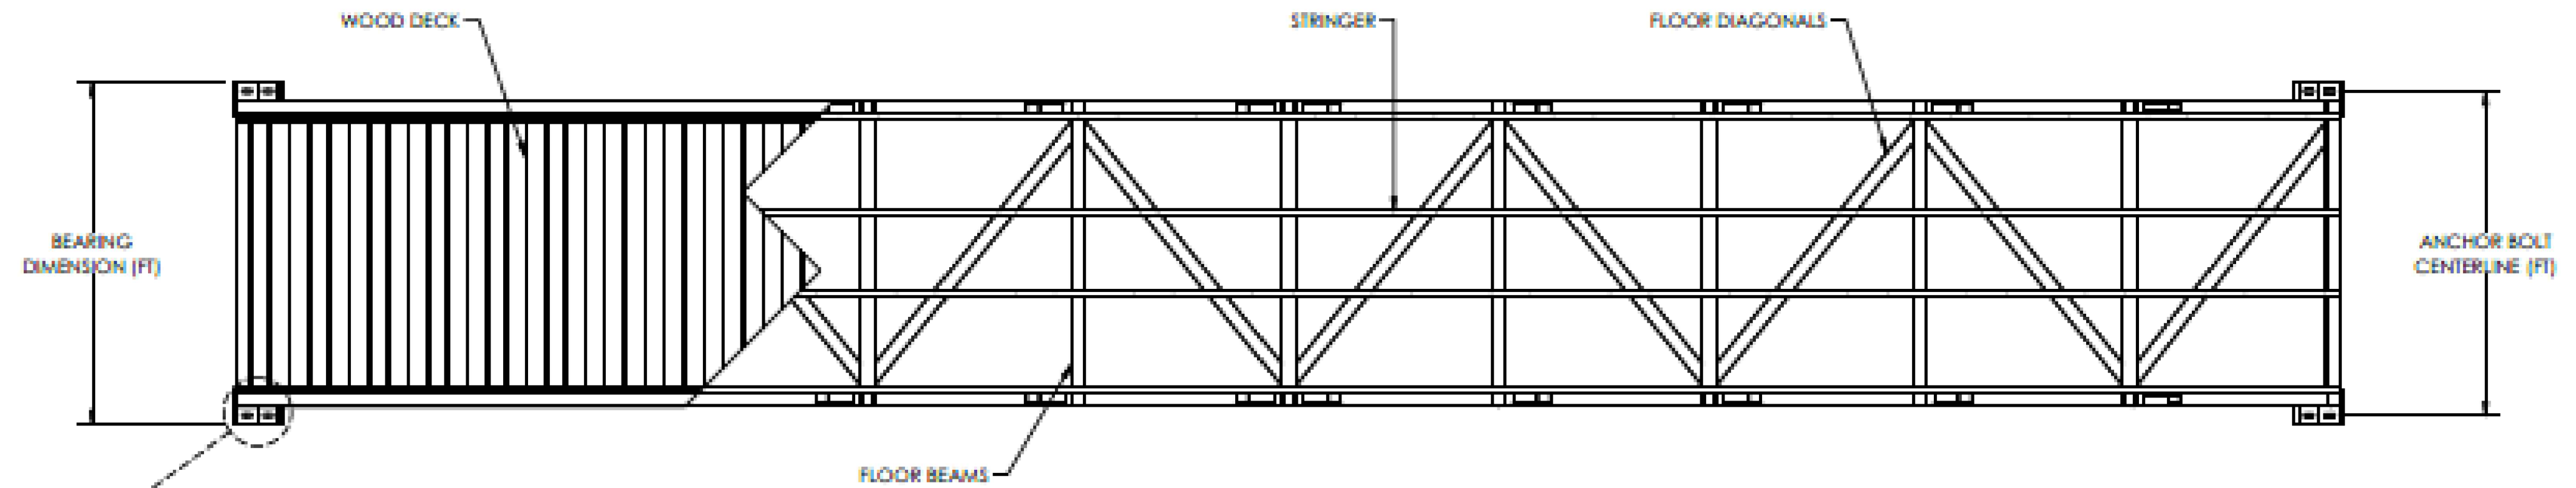 WOOD DECK
STRINGER
FLOOR DIAGONALS
BEARING
DIMENSION (FT)
ANCHOR BOLT
CENTERLINE (FT)
FLOOR BEAMS